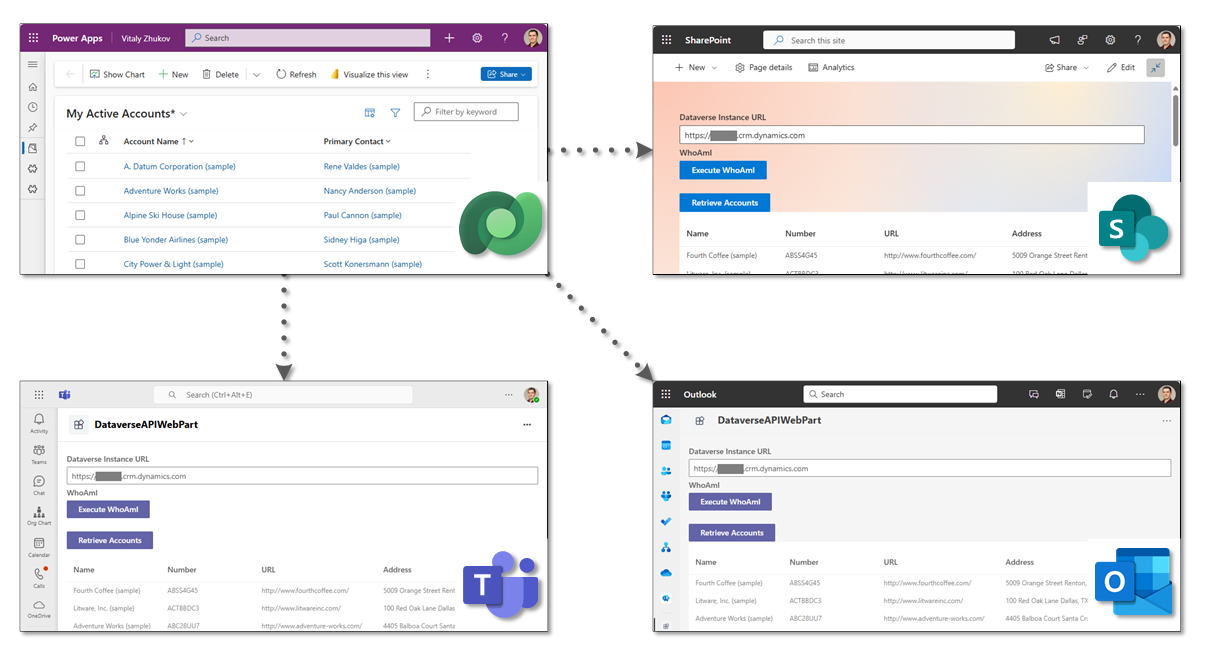 Power Apps Vitaly Zhukov Search
Show Chart New Delete Refresh Visualize this view Share
My Active Accounts* Filter by keyword
Account Name Primary Contact
A. Datum Corporation (sample) Rene Valdes (sample)
Adventure Works (sample) Nancy Anderson (sample)
Alpine Ski House (sample) Paul Cannon (sample)
Blue Yonder Airlines (sample) Sidney Higa (sample)
City Power & Light (sample) Scott Konersmann (sample)
SharePoint Search this site
New Page details Analytics Share Edit
Dataverse Instance URL
https:// .crm.dynamics.com
WhoAmI
Execute WhoAmI
Retrieve Accounts
Name Number URL Address
Fourth Coffee (sample) ABSS4G45 http://www.fourthcoffee.com/ 5009 Orange Street Rent
Litware, Inc. (sample) ACTBBDC3 http://www.litwareinc.com/ 100 Red Oak Lane Dallas
S
Search (Ctrl+Alt+E)
Activity
Teams
Chat
Org Chart
Calendar
Calls
OneDrive
DataverseAPIWebPart
Dataverse Instance URL
https:// .crm.dynamics.com
WhoAmI
Execute WhoAmI
Retrieve Accounts
Name Number URL Address
Fourth Coffee (sample) ABSS4G45 http://www.fourthcoffee.com/ 5009 Orange Street Rent
Litware, Inc. (sample) ACTBBDC3 http://www.litwareinc.com/ 100 Red Oak Lane Dallas
Adventure Works (sample) ABC28UU7 http://www.adventure-works.com/ 4405 Balboa Court Santa
T
Outlook Search
DataverseAPIWebPart
Dataverse Instance URL
https:// .crm.dynamics.com
WhoAmI
Execute WhoAmI
Retrieve Accounts
Name Number URL Address
Fourth Coffee (sample) ABSS4G45 http://www.fourthcoffee.com/ 5009 Orange Street Renton,
Litware, Inc. (sample) ACTBBDC3 http://www.litwareinc.com/ 100 Red Oak Lane Dallas, TX
Adventure Works (sample) ABC28UU7 http://www.adventure-works.com/ 4405 Balboa Court Santa Cr
O